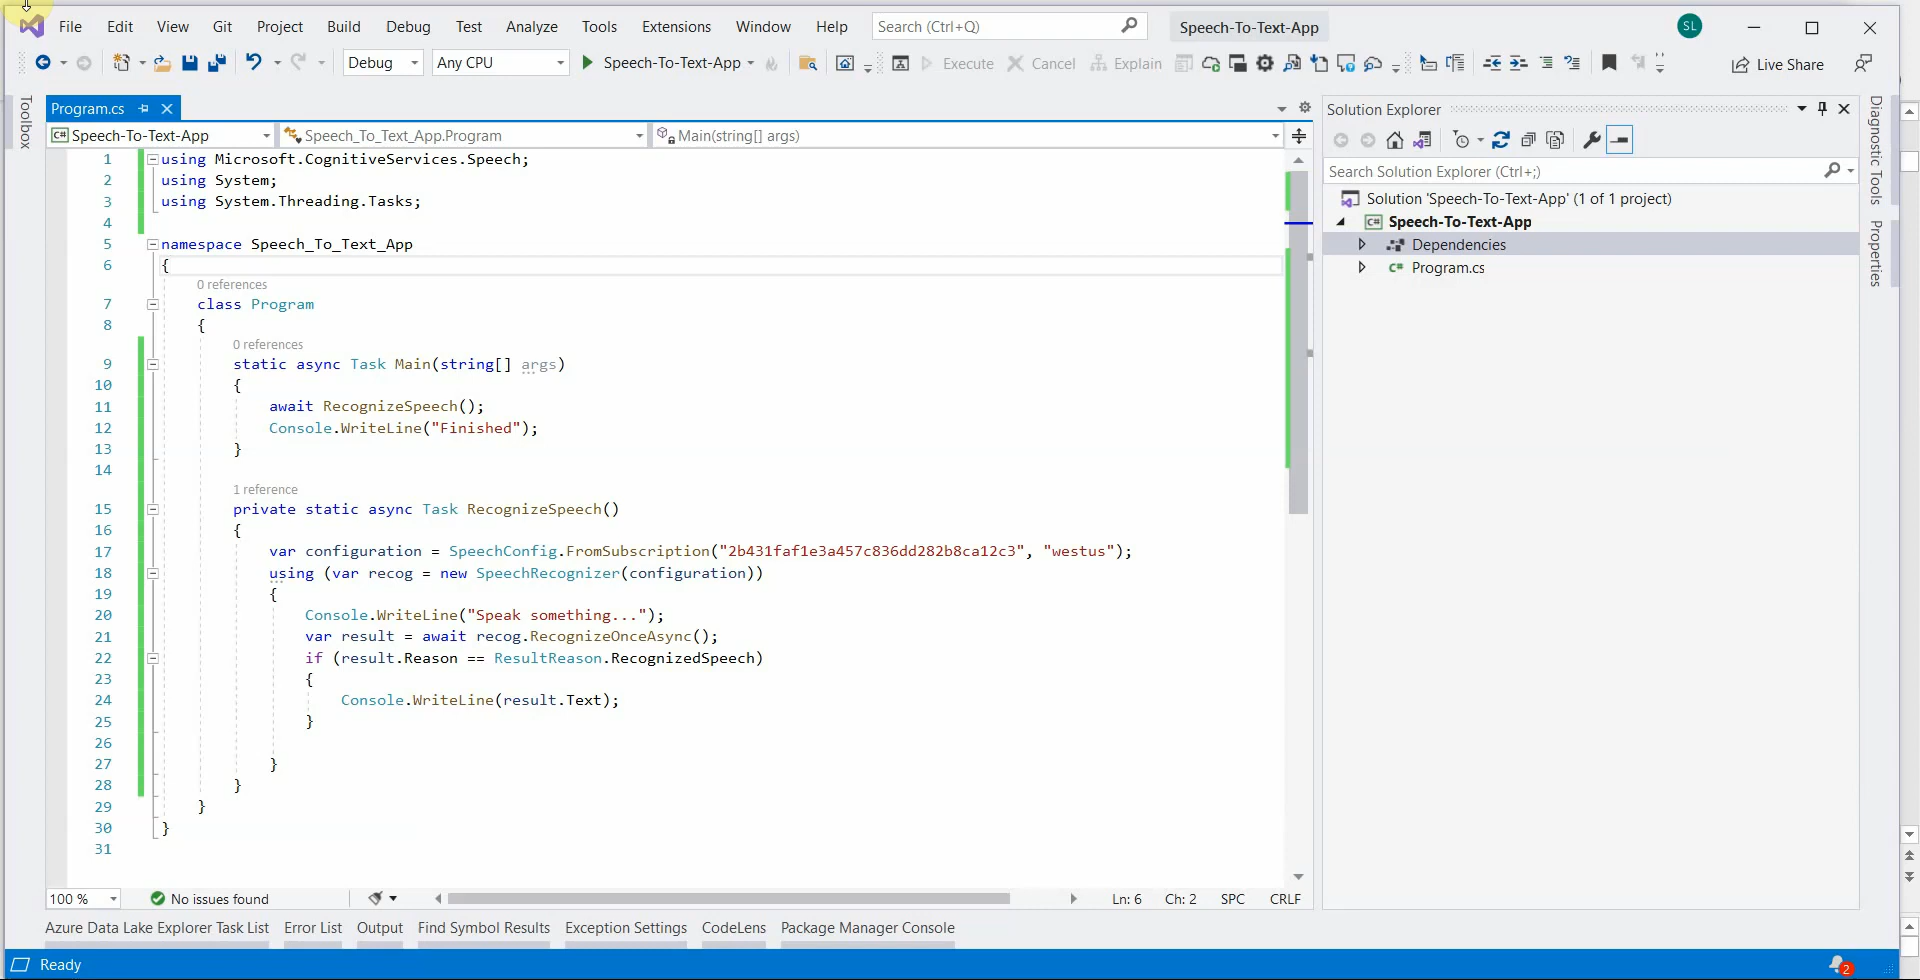 File Edit View Git Project Build Debug Test Analyze Tools Extensions Window Help Search (Ctrl+Q) Speech-To-Text-App SL
Debug Any CPU Speech-To-Text-App Execute Cancel Explain Live Share
Toolbox
Program.cs
Speech-To-Text-App Speech_To_Text_App.Program Main(string[] args)
1 using Microsoft.CognitiveServices.Speech;
2 using System;
3 using System.Threading.Tasks;
4
5 namespace Speech_To_Text_App
6 {
0 references
7 class Program
8 {
0 references
9 static async Task Main(string[] args)
10 {
11 await RecognizeSpeech();
12 Console.WriteLine("Finished");
13 }
14
1 reference
15 private static async Task RecognizeSpeech()
16 {
17 var configuration = SpeechConfig.FromSubscription("2b431faf1e3a457c836dd282b8ca12c3", "westus");
18 using (var recog = new SpeechRecognizer(configuration))
19 {
20 Console.WriteLine("Speak something...");
21 var result = await recog.RecognizeOnceAsync();
22 if (result.Reason == ResultReason.RecognizedSpeech)
23 {
24 Console.WriteLine(result.Text);
25 }
26
27 }
28 }
29 }
30 }
31
100 % No issues found Ln: 6 Ch: 2 SPC CRLF
Solution Explorer
Search Solution Explorer (Ctrl+;)
Solution 'Speech-To-Text-App' (1 of 1 project)
C# Speech-To-Text-App
Dependencies
C# Program.cs
Diagnostic Tools
Properties
Azure Data Lake Explorer Task List Error List Output Find Symbol Results Exception Settings CodeLens Package Manager Console
Ready 2